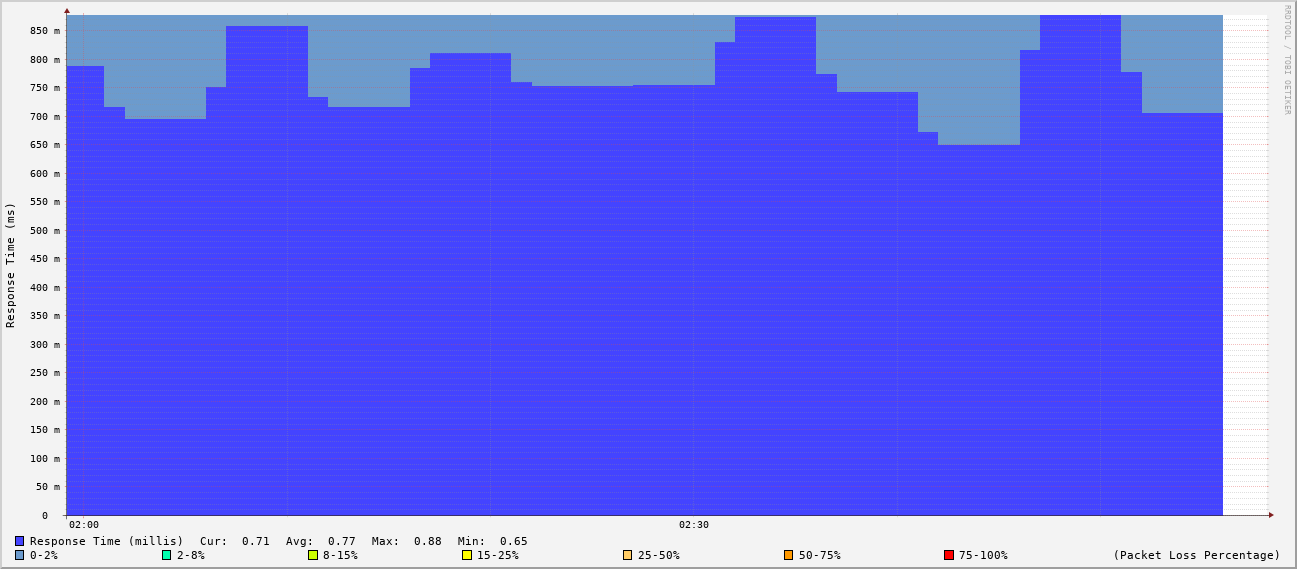 RRDTOOL / TOBI OETIKER
Response Time (ms)
850 m
800 m
750 m
700 m
650 m
600 m
550 m
500 m
450 m
400 m
350 m
300 m
250 m
200 m
150 m
100 m
50 m
0
02:00 02:30
Response Time (millis) Cur: 0.71 Avg: 0.77 Max: 0.88 Min: 0.65
0-2% 2-8% 8-15% 15-25% 25-50% 50-75% 75-100% (Packet Loss Percentage)